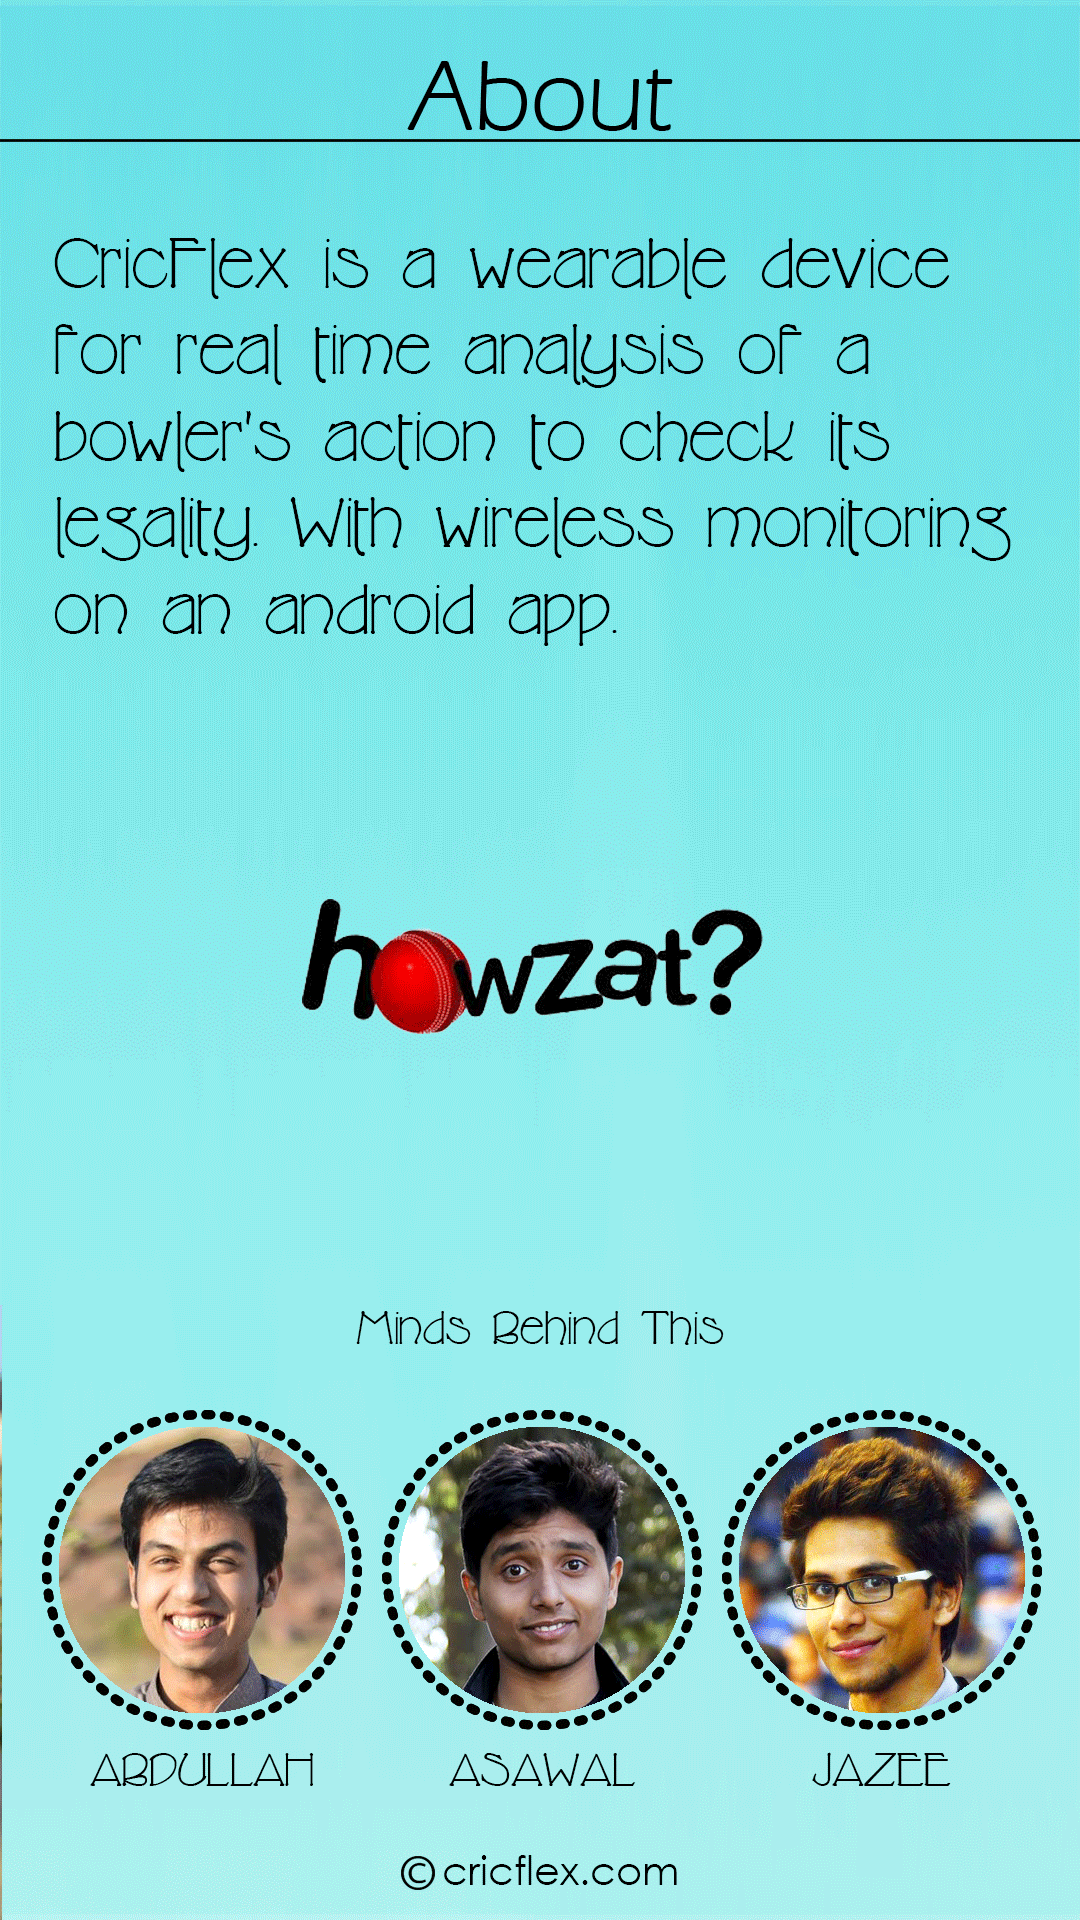 About
CricFlex is a wearable device
for real time analysis of a
bowler's action to check its
legality. With wireless monitoring
on an android app.
howzat?
Minds Behind This
ABDULLAH ASAWAL JAZEE
© cricflex.com